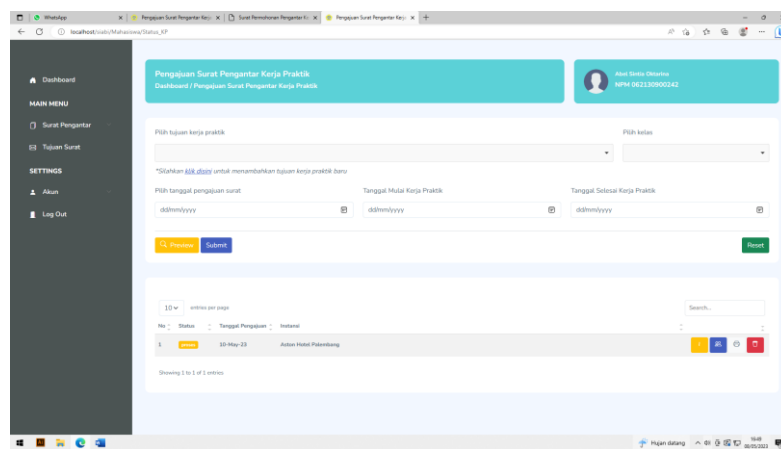 WhatsApp
Pengajuan Surat Pengantar Kerja
Surat Permohonan Pengantar
Pengajuan Surat Pengantar Kerja
localhost/
/Mahasiswa/Status_KP
Dashboard
MAIN MENU
Surat Pengantar
Tujuan Surat
SETTINGS
Akun
Log Out
Pengajuan Surat Pengantar Kerja Praktik
Dashboard / Pengajuan Surat Pengantar Kerja Praktik
NPM 062130900242
Pilih tujuan kerja praktik
Pilih kelas
*Silahkan klik disini untuk menambahkan tujuan kerja praktik baru
Pilih tanggal pengajuan surat
Tanggal Mulai Kerja Praktik
Tanggal Selesai Kerja Praktik
dd/mm/yyyy
dd/mm/yyyy
dd/mm/yyyy
Preview
Submit
Reset
10
entries per page
Search...
No
Status
Tanggal Pengajuan
Instansi
1
10-May-23
Aston Hotel Palembang
Showing 1 to 1 of 1 entries
Hujan datang